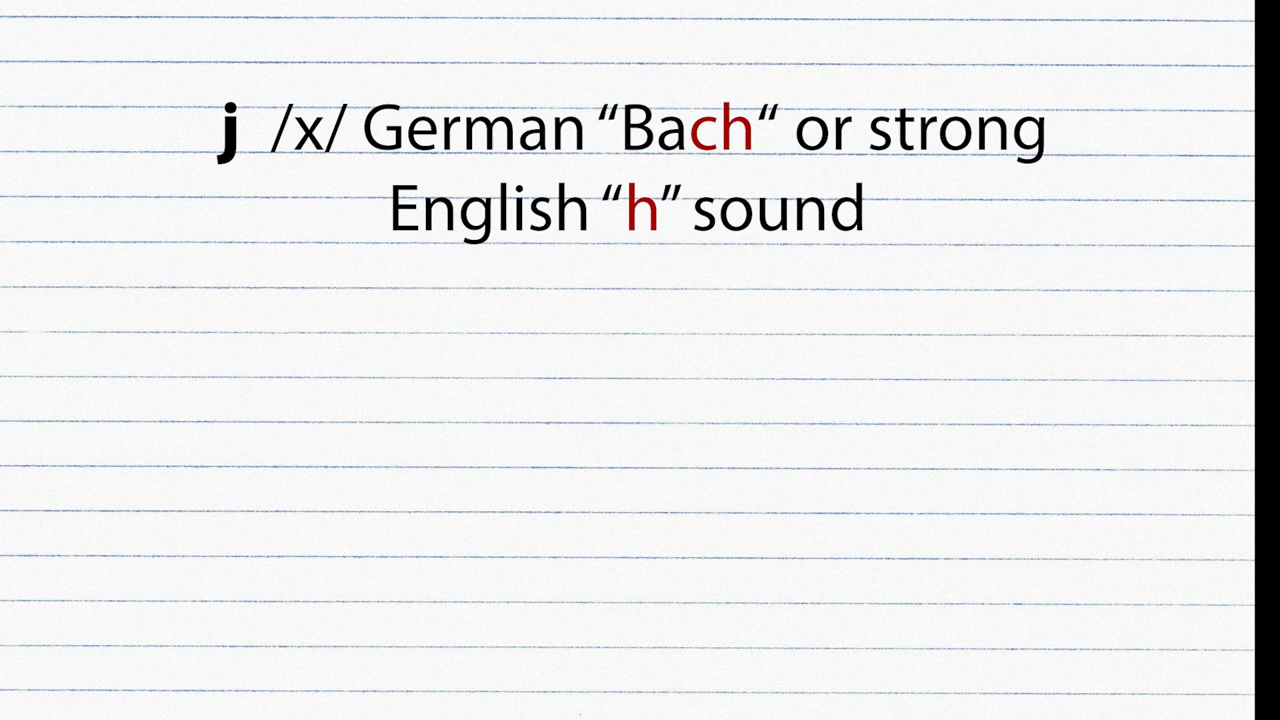 j /x/ German “Bach“ or strong
English “h” sound